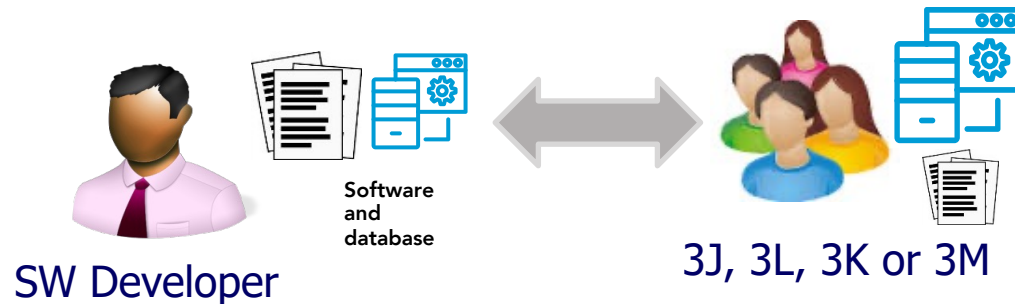 Software
and
database
SW Developer
3J, 3L, 3K or 3M